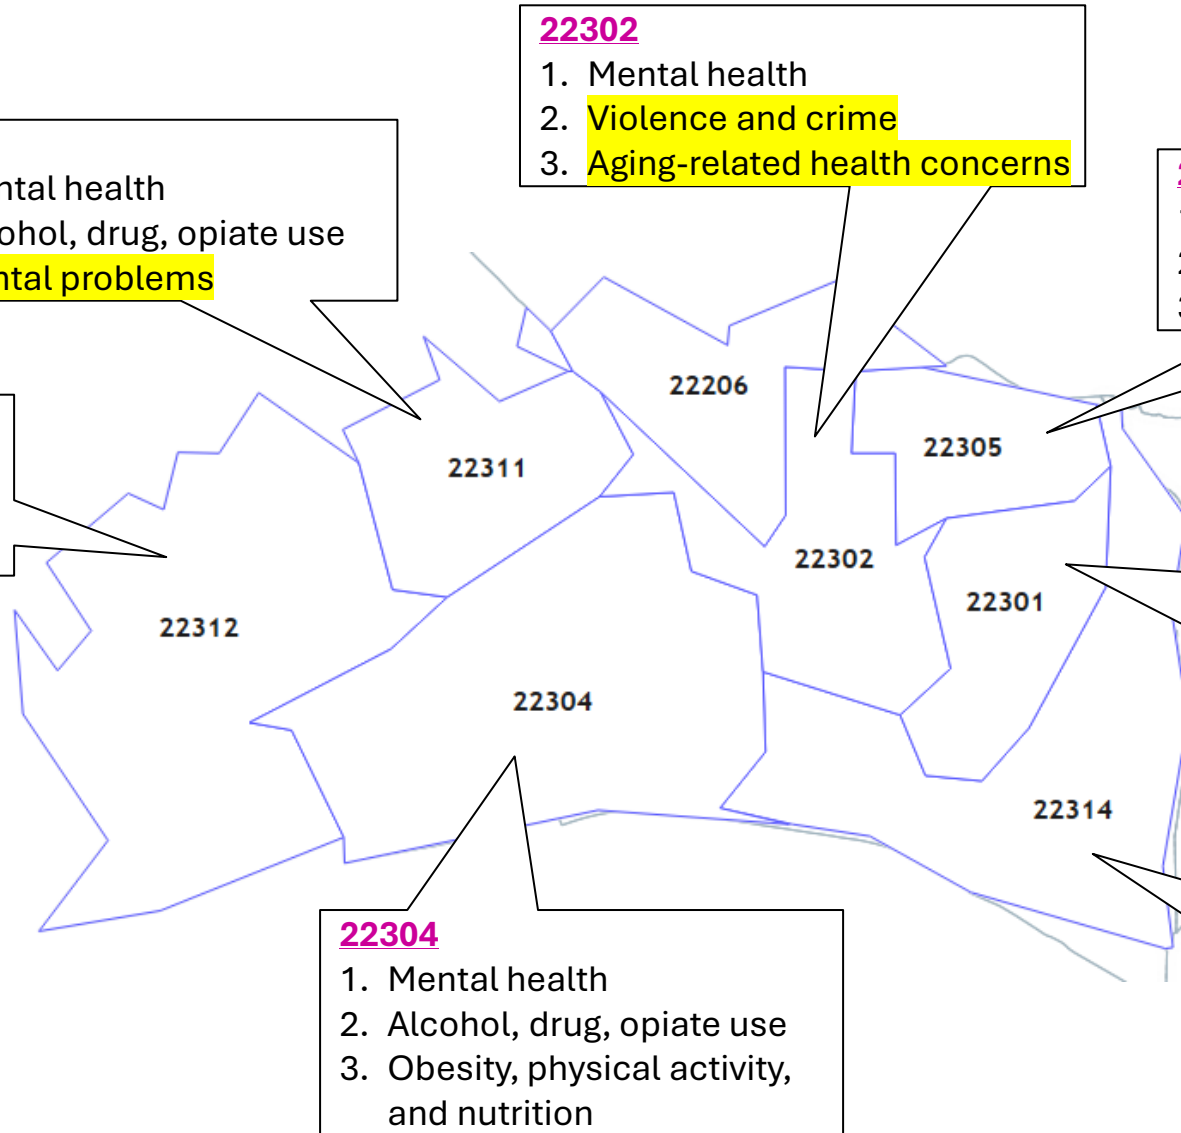 22302
1. Mental health
2. Violence and crime
3. Aging-related health concerns
ntal health
ohol, drug, opiate use
ntal problems
22206
22305
22311
22302
22301
22312
22304
22314
22304
1. Mental health
2. Alcohol, drug, opiate use
3. Obesity, physical activity,
and nutrition